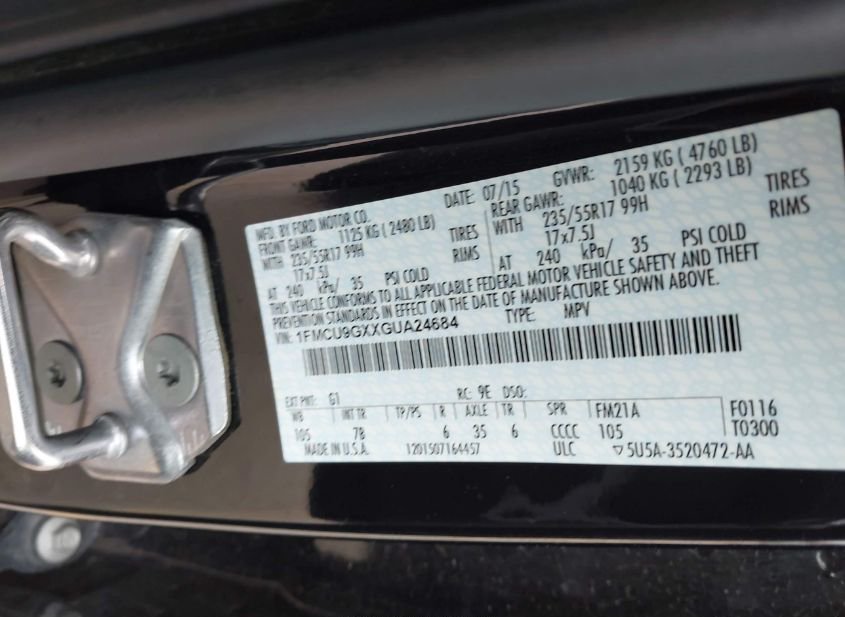 MFD. BY FORD MOTOR CO. DATE: 07/15 GVWR: 2159 KG ( 4760 LB)
FRONT GAWR: 1125 KG ( 2480 LB) REAR GAWR: 1040 KG ( 2293 LB)
WITH 235/55R17 99H TIRES WITH 235/55R17 99H TIRES
17x7.5J RIMS 17x7.5J RIMS
AT 240 kPa/ 35 PSI COLD AT 240 kPa/ 35 PSI COLD
THIS VEHICLE CONFORMS TO ALL APPLICABLE FEDERAL MOTOR VEHICLE SAFETY AND THEFT
PREVENTION STANDARDS IN EFFECT ON THE DATE OF MANUFACTURE SHOWN ABOVE.
VIN: 1FMCU9GXXGUA24684 TYPE: MPV
EXT PNT: G1 RC: 9E DSO:
WB INT TR TP/PS R AXLE TR SPR FM21A F0116
105 7B 6 35 6 CCCC 105 T0300
MADE IN U.S.A. 1201507164457 ULC ▽5U5A-3520472-AA